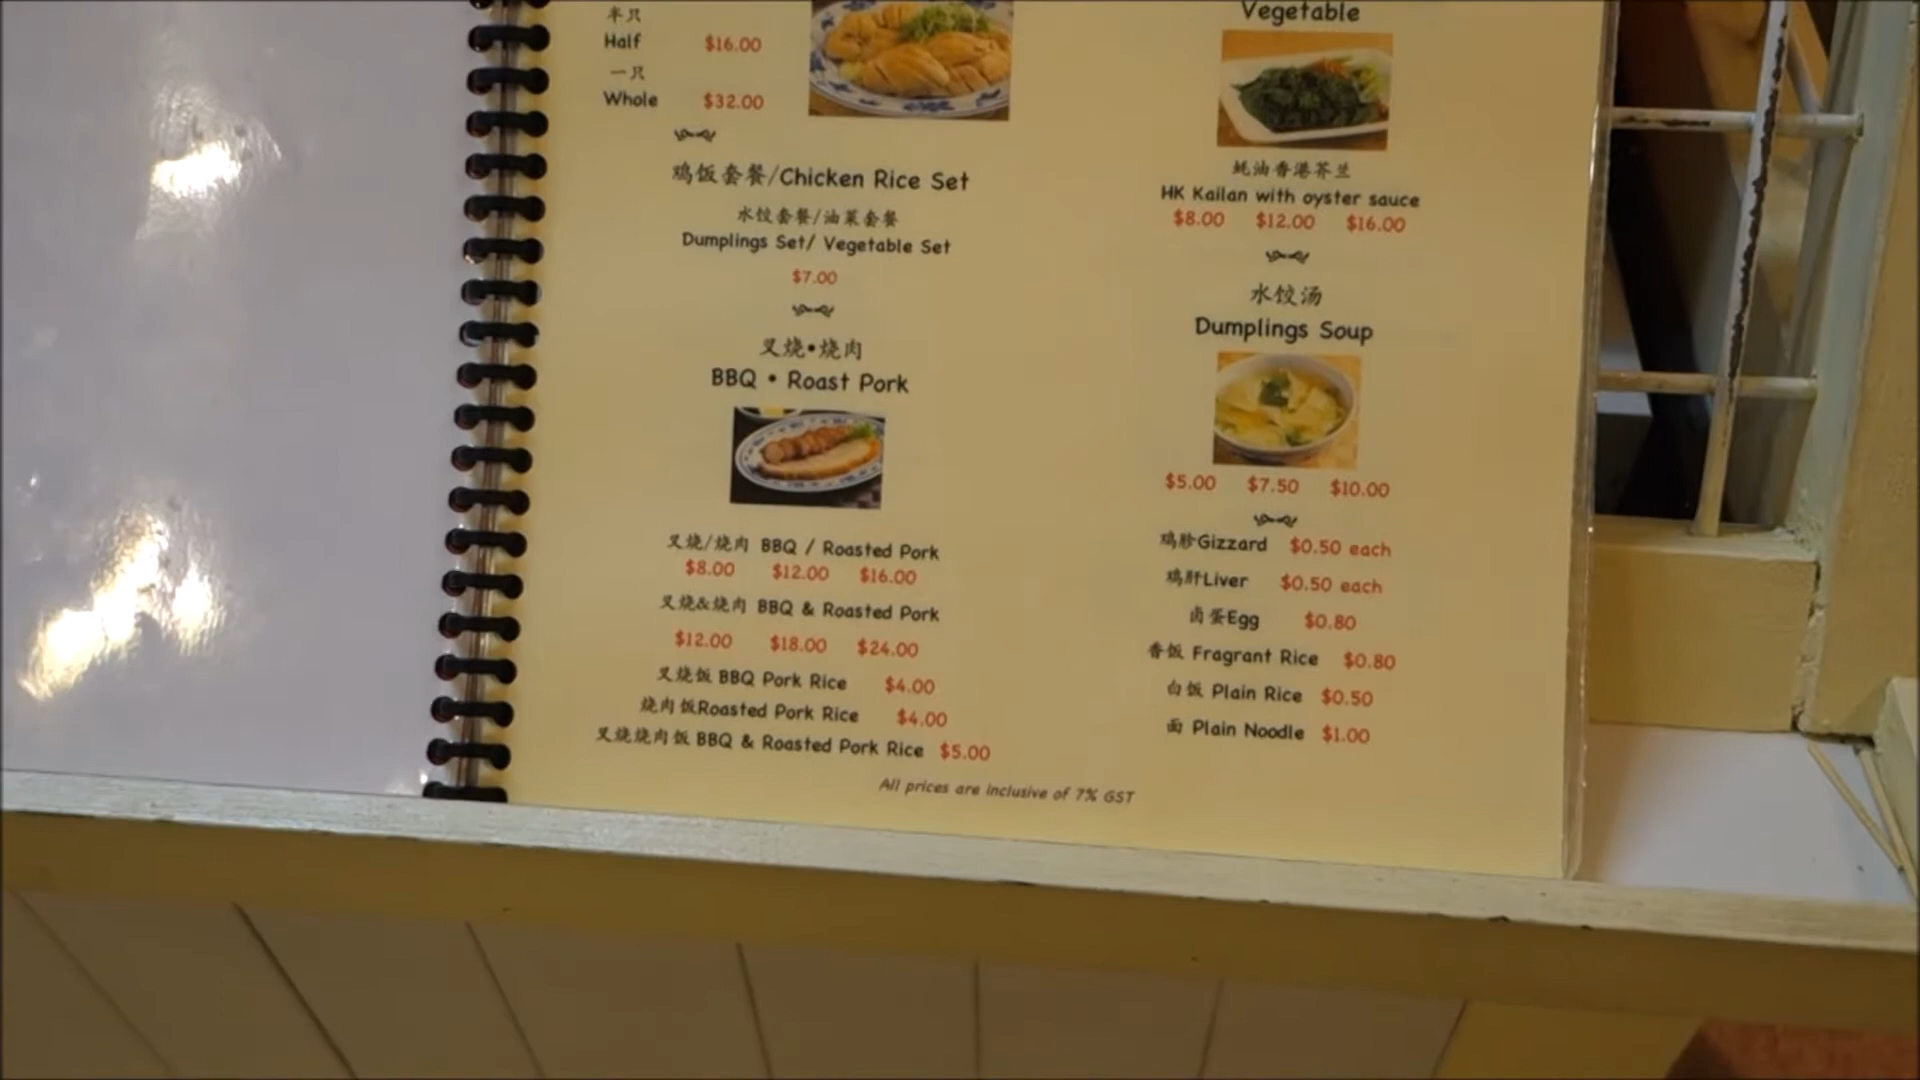 半只
Half $16.00
一只
Whole $32.00
鸡饭套餐/Chicken Rice Set
水饺套餐/油菜套餐
Dumplings Set/ Vegetable Set
$7.00
叉烧•烧肉
BBQ • Roast Pork
叉烧/烧肉 BBQ / Roasted Pork
$8.00 $12.00 $16.00
叉烧&烧肉 BBQ & Roasted Pork
$12.00 $18.00 $24.00
叉烧饭 BBQ Pork Rice $4.00
烧肉饭Roasted Pork Rice $4.00
叉烧烧肉饭 BBQ & Roasted Pork Rice $5.00
Vegetable
蚝油香港芥兰
HK Kailan with oyster sauce
$8.00 $12.00 $16.00
水饺汤
Dumplings Soup
$5.00 $7.50 $10.00
鸡胗Gizzard $0.50 each
鸡肝Liver $0.50 each
卤蛋Egg $0.80
香饭 Fragrant Rice $0.80
白饭 Plain Rice $0.50
面 Plain Noodle $1.00
All prices are inclusive of 7% GST